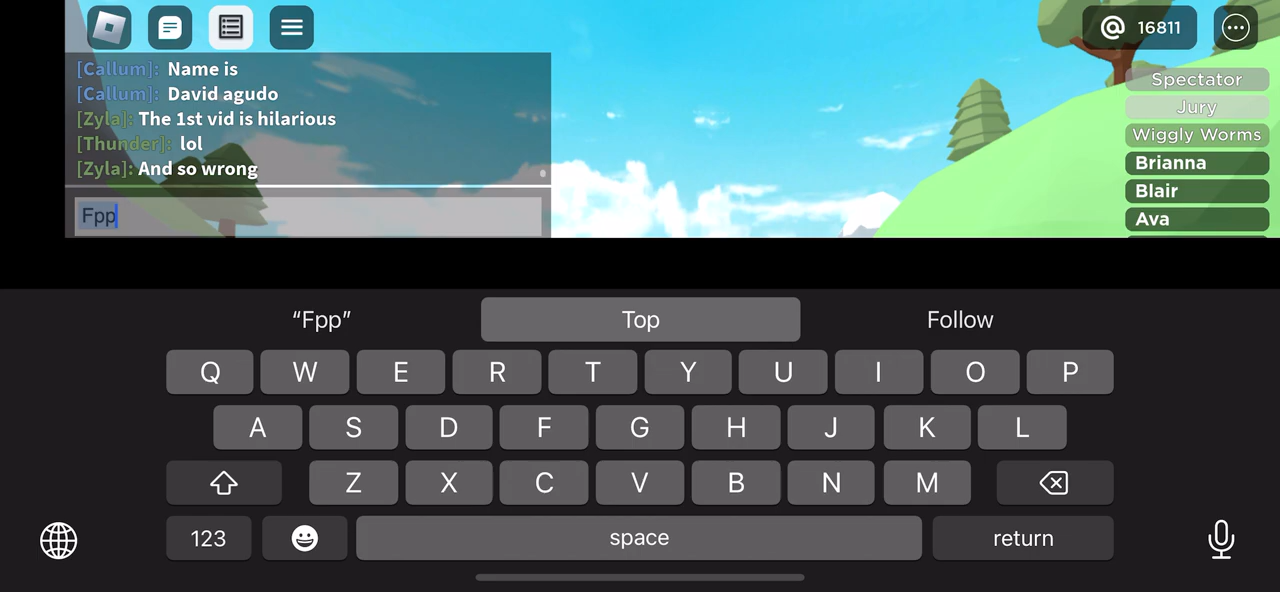 16811
[Callum]: Name is
[Callum]: David agudo
[Zyla]: The 1st vid is hilarious
[Thunder]: lol
[Zyla]: And so wrong
Fpp
Spectator
Jury
Wiggly Worms
Brianna
Blair
Ava
“Fpp” Top Follow
Q W E R T Y U I O P
A S D F G H J K L
Z X C V B N M
123 space return